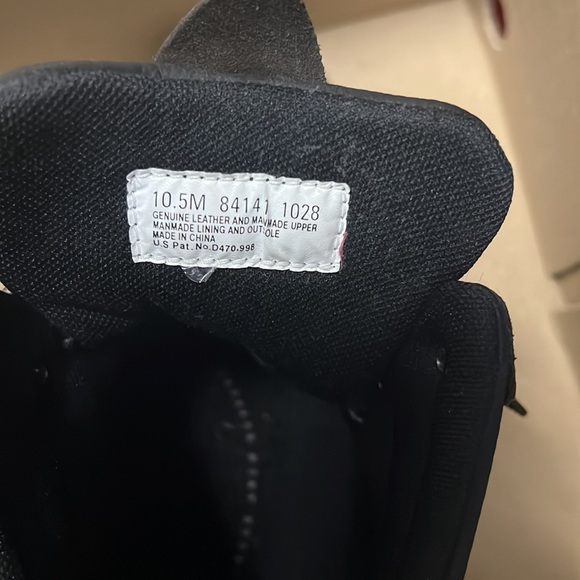 10.5M 84141 1028
GENUINE LEATHER AND MANMADE UPPER
MANMADE LINING AND OUTSOLE
MADE IN CHINA
U.S Pat. No.D470,998